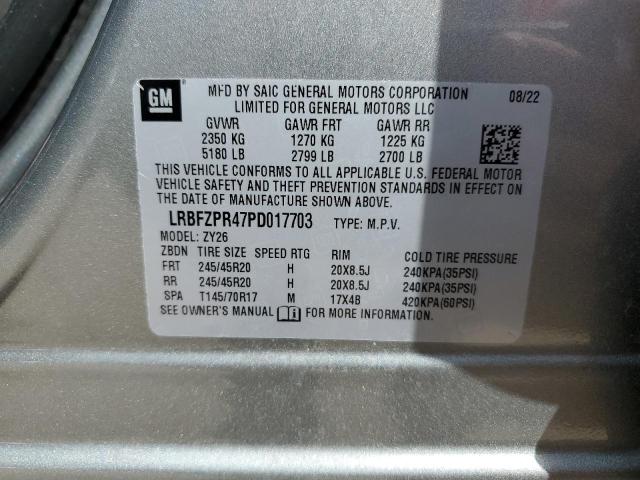 GM
MFD BY SAIC GENERAL MOTORS CORPORATION 08/22
LIMITED FOR GENERAL MOTORS LLC
GVWR GAWR FRT GAWR RR
2350 KG 1270 KG 1225 KG
5180 LB 2799 LB 2700 LB
THIS VEHICLE CONFORMS TO ALL APPLICABLE U.S. FEDERAL MOTOR
VEHICLE SAFETY AND THEFT PREVENTION STANDARDS IN EFFECT ON
THE DATE OF MANUFACTURE SHOWN ABOVE.
LRBFZPR47PD017703 TYPE: M.P.V.
MODEL: ZY26
ZBDN TIRE SIZE SPEED RTG RIM COLD TIRE PRESSURE
FRT 245/45R20 H 20X8.5J 240KPA(35PSI)
RR 245/45R20 H 20X8.5J 240KPA(35PSI)
SPA T145/70R17 M 17X4B 420KPA(60PSI)
SEE OWNER'S MANUAL FOR MORE INFORMATION.